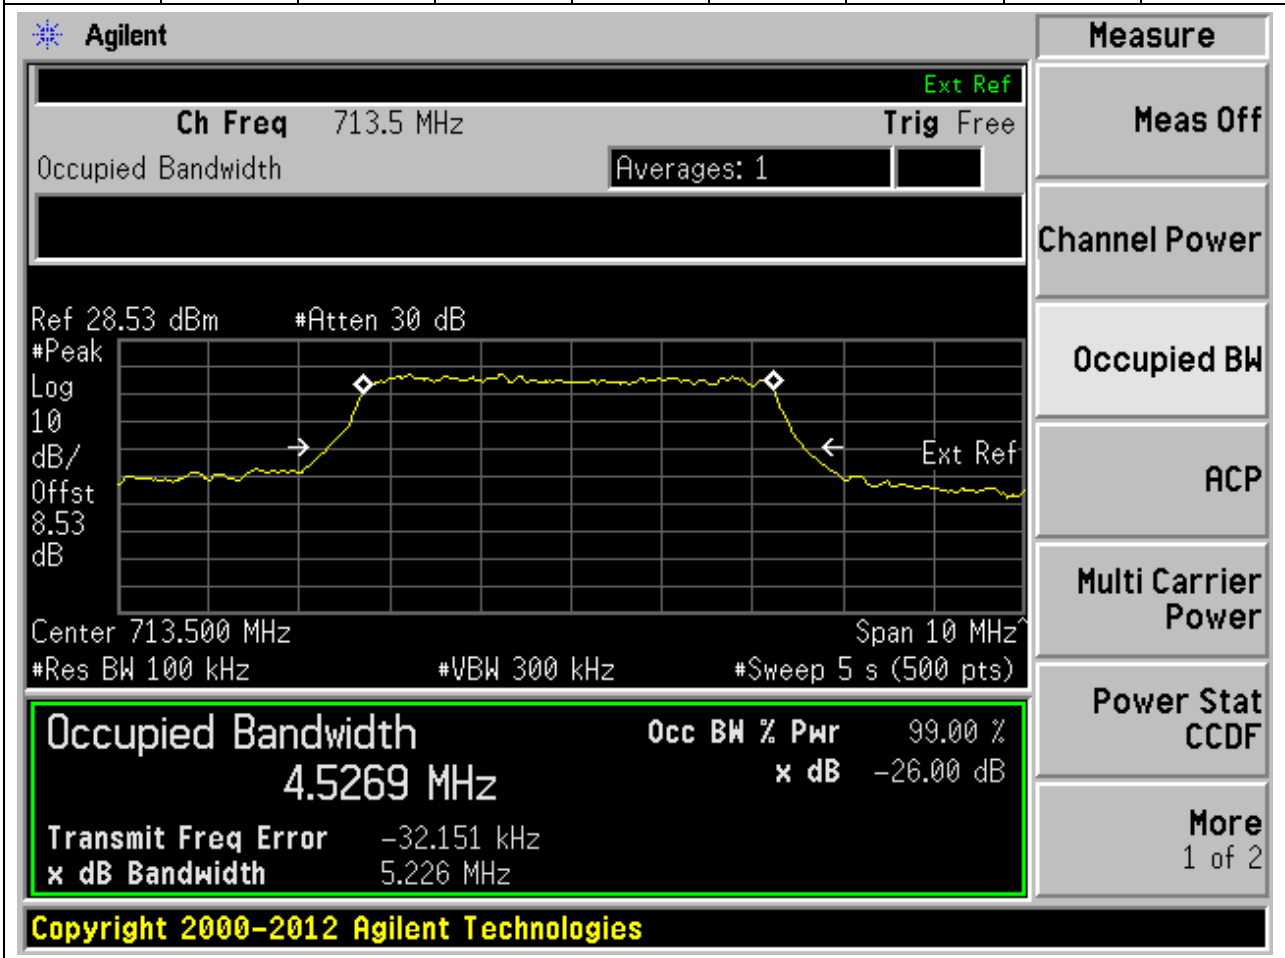 Agilent
Measure
Ext Ref
Ch Freq 713.5 MHz Trig Free
Meas Off
Occupied Bandwidth Averages: 1
Channel Power
Ref 28.53 dBm #Atten 30 dB
#Peak
Log
10
dB/
Offst
8.53
dB
Ext Ref
Occupied BW
ACP
Center 713.500 MHz Span 10 MHz^
#Res BW 100 kHz #VBW 300 kHz #Sweep 5 s (500 pts)
Multi Carrier
Power
Occupied Bandwidth Occ BW % Pwr 99.00 %
4.5269 MHz x dB -26.00 dB
Transmit Freq Error -32.151 kHz
x dB Bandwidth 5.226 MHz
Power Stat
CCDF
More
1 of 2
Copyright 2000-2012 Agilent Technologies